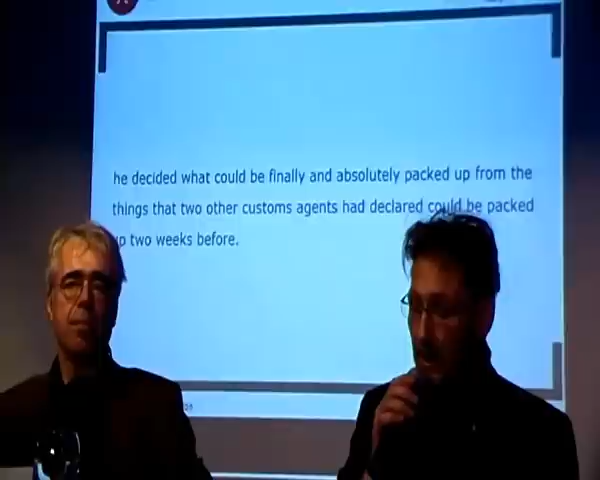 he decided what could be finally and absolutely packed up from the
things that two other customs agents had declared could be packed
up two weeks before.